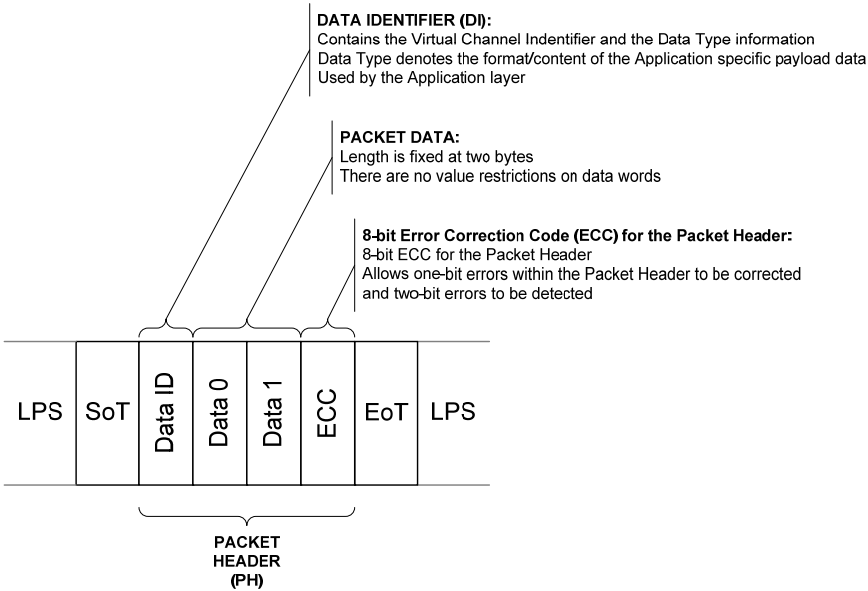 DATA IDENTIFIER (DI):
Contains the Virtual Channel Indentifier and the Data Type information
Data Type denotes the format/content of the Application specific payload data
Used by the Application layer
PACKET DATA:
Length is fixed at two bytes
There are no value restrictions on data words
8-bit Error Correction Code (ECC) for the Packet Header:
8-bit ECC for the Packet Header
Allows one-bit errors within the Packet Header to be corrected
and two-bit errors to be detected
LPS
SoT
Data ID
Data 0
Data 1
ECC
EoT
LPS
PACKET
HEADER
(PH)